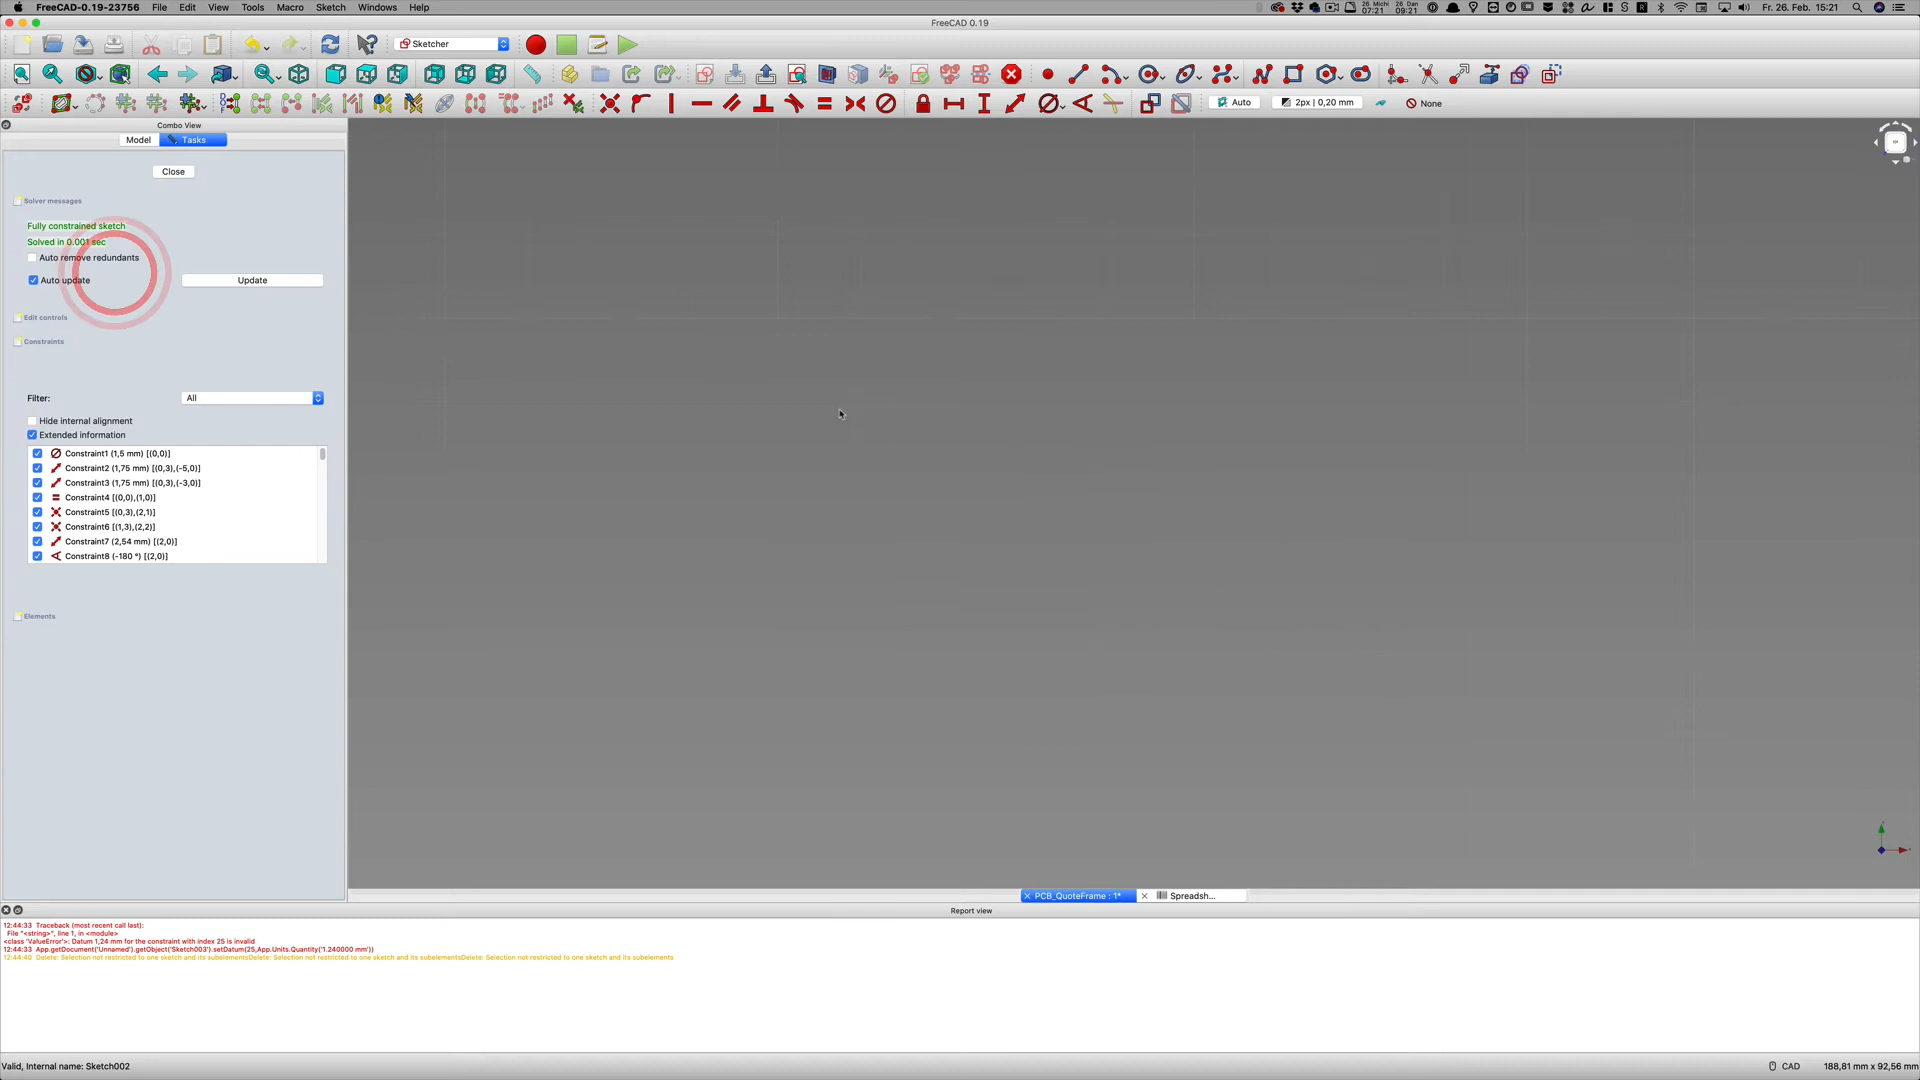 FreeCAD-0.19-23756 File Edit View Tools Macro Sketch Windows Help
26 Michi 07:21 26 Dan 09:21 Fr. 26. Feb. 15:21
FreeCAD 0.19
Sketcher
Auto 2px | 0,20 mm None
Combo View
Model Tasks
Close
Solver messages
Fully constrained sketch
Solved in 0.001 sec
Auto remove redundants
Auto update Update
Edit controls
Constraints
Filter: All
Hide internal alignment
Extended information
Constraint1 (1,5 mm) [(0,0)]
Constraint2 (1,75 mm) [(0,3),(-5,0)]
Constraint3 (1,75 mm) [(0,3),(-3,0)]
Constraint4 [(0,0),(1,0)]
Constraint5 [(0,3),(2,1)]
Constraint6 [(1,3),(2,2)]
Constraint7 (2,54 mm) [(2,0)]
Constraint8 (-180 °) [(2,0)]
Elements
PCB_QuoteFrame : 1* Spreadsh...
Report view
12:44:33 Traceback (most recent call last):
File "<string>", line 1, in <module>
<class 'ValueError'>: Datum 1,24 mm for the constraint with index 25 is invalid
12:44:33 App.getDocument('Unnamed').getObject('Sketch003').setDatum(25,App.Units.Quantity('1.240000 mm'))
12:44:40 Delete: Selection not restricted to one sketch and its subelementsDelete: Selection not restricted to one sketch and its subelementsDelete: Selection not restricted to one sketch and its subelements
Valid, Internal name: Sketch002 CAD 188,81 mm x 92,56 mm